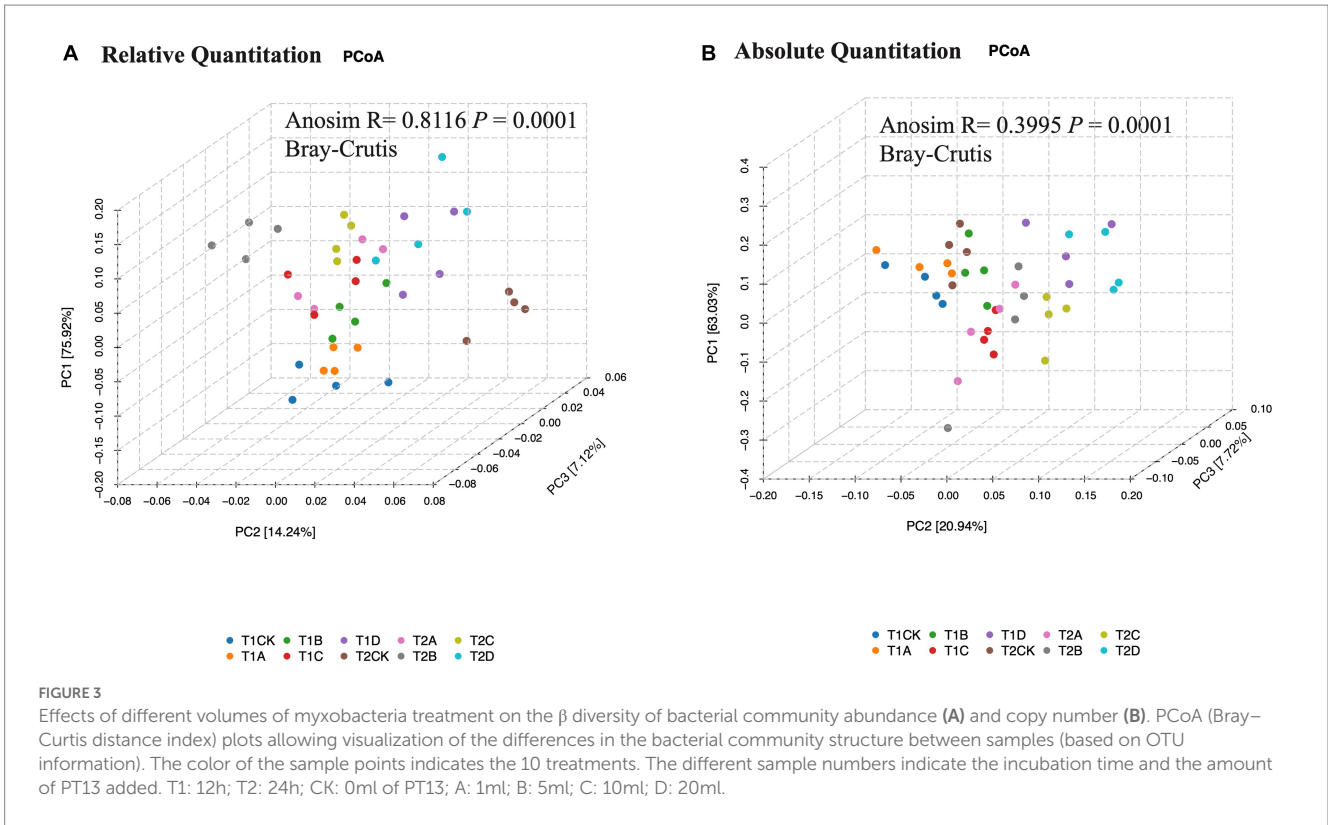 A Relative Quantitation PCoA
Anosim R= 0.8116 P = 0.0001
Bray-Crutis
PC1 [75.92%]
0.20
0.15
0.10
0.05
0.00
−0.05
−0.10
−0.15
−0.20
−0.08 −0.06 −0.04 −0.02 0.00 0.02 0.04 0.06 0.08
PC2 [14.24%]
0.06
0.04
0.02
0.00
−0.02
−0.04
−0.06
−0.08
PC3 [7.12%]
T1CK T1B T1D T2A T2C
T1A T1C T2CK T2B T2D
B Absolute Quantitation PCoA
Anosim R= 0.3995 P = 0.0001
Bray-Crutis
PC1 [63.03%]
0.4
0.3
0.2
0.1
0.0
−0.1
−0.2
−0.3
−0.4
−0.20 −0.15 −0.10 −0.05 0.00 0.05 0.10 0.15 0.20
PC2 [20.94%]
0.10
0.05
0.00
−0.05
−0.10
PC3 [7.72%]
T1CK T1B T1D T2A T2C
T1A T1C T2CK T2B T2D
FIGURE 3
Effects of different volumes of myxobacteria treatment on the β diversity of bacterial community abundance (A) and copy number (B). PCoA (Bray–
Curtis distance index) plots allowing visualization of the differences in the bacterial community structure between samples (based on OTU
information). The color of the sample points indicates the 10 treatments. The different sample numbers indicate the incubation time and the amount
of PT13 added. T1: 12h; T2: 24h; CK: 0ml of PT13; A: 1ml; B: 5ml; C: 10ml; D: 20ml.